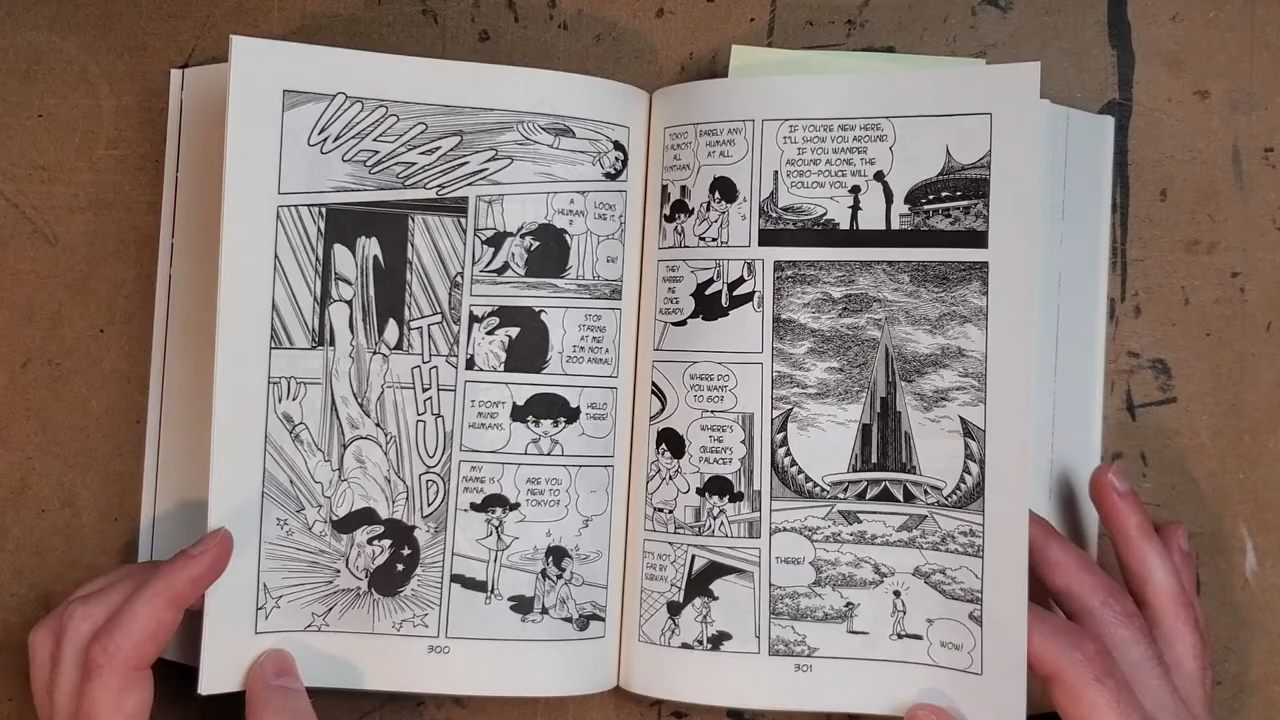 WHAM
THUD
A
HUMAN
?
LOOKS
LIKE IT.
EW!
STOP
STARING
AT ME!
I'M NOT A
ZOO ANIMAL!
I DON'T
MIND
HUMANS.
HELLO
THERE!
MY
NAME IS
MINA.
ARE YOU
NEW TO
TOKYO?
...
300
TOKYO
IS ALMOST
ALL
SYNTHIAN.
BARELY ANY
HUMANS
AT ALL.
IF YOU'RE NEW HERE,
I'LL SHOW YOU AROUND.
IF YOU WANDER
AROUND ALONE, THE
ROBO-POLICE WILL
FOLLOW YOU.
THEY
NABBED
ME
ONCE
ALREADY.
WHERE DO
YOU WANT
TO GO?
WHERE'S
THE
QUEEN'S
PALACE?
IT'S NOT
FAR BY
SUBWAY.
THERE!
WOW!
301